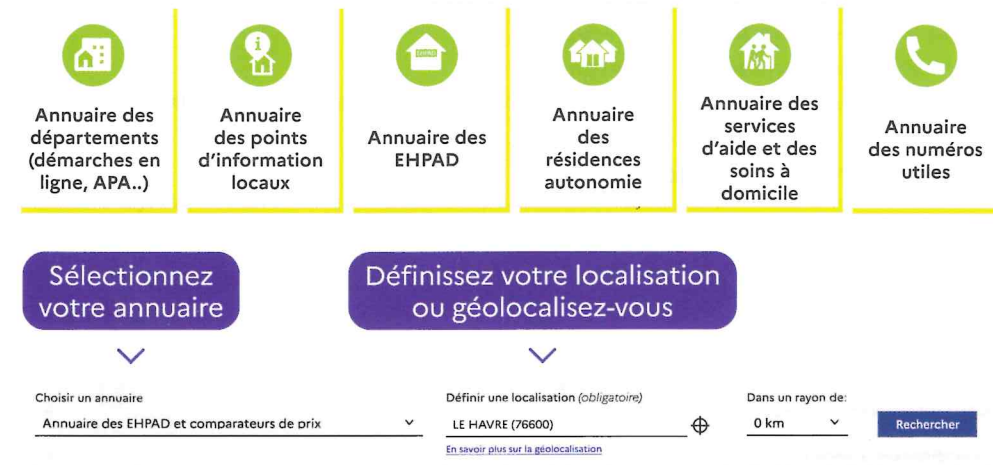 Annuaire des
départements
(démarches en
ligne, APA..)
Annuaire
des points
d'information
locaux
EHPAD
Annuaire des
EHPAD
Annuaire
des
résidences
autonomie
Annuaire des
services
d'aide et des
soins à
domicile
Annuaire
des numéros
utiles
Sélectionnez
votre annuaire
Définissez votre localisation
ou géolocalisez-vous
Choisir un annuaire
Annuaire des EHPAD et comparateurs de prix
Définir une localisation (obligatoire)
LE HAVRE (76600)
En savoir plus sur la géolocalisation
Dans un rayon de:
0 km
Rechercher